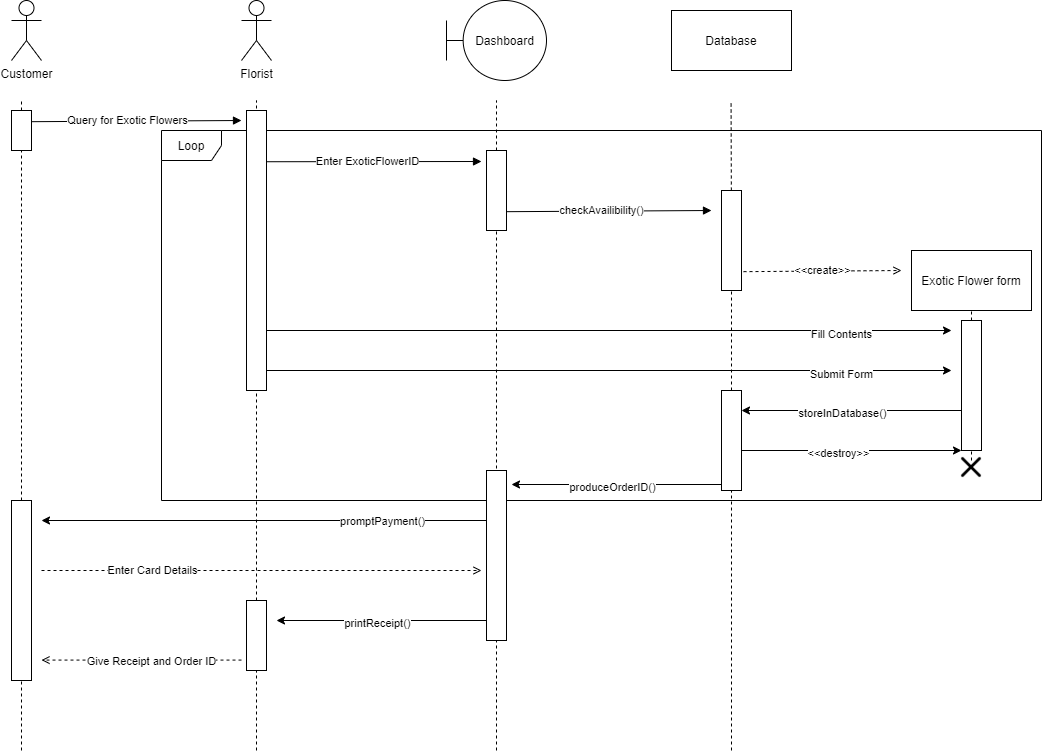 Customer
Florist
Dashboard
Database
Query for Exotic Flowers
Loop
Enter ExoticFlowerID
checkAvailibility()
<<create>>
Exotic Flower form
Fill Contents
Submit Form
storeInDatabase()
<<destroy>>
produceOrderID()
promptPayment()
Enter Card Details
printReceipt()
Give Receipt and Order ID